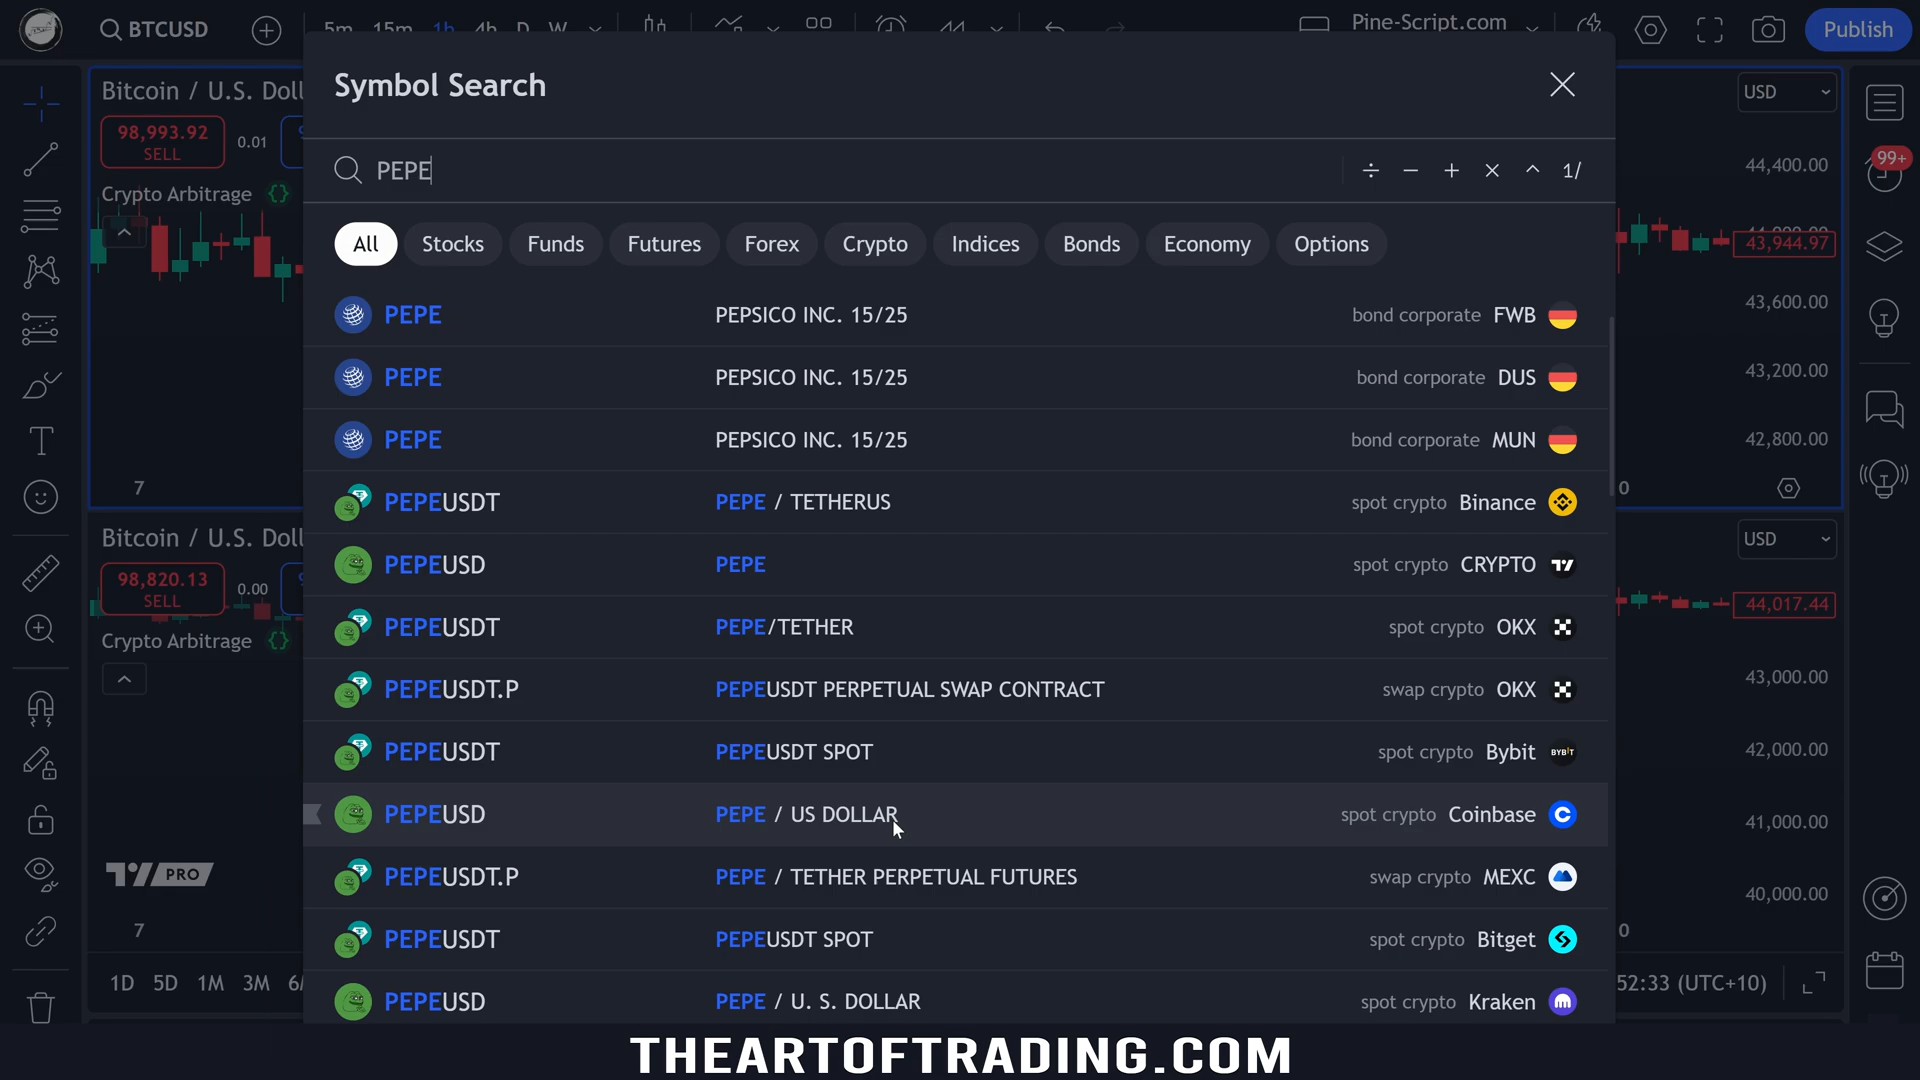 BTCUSD
5m 15m 1h 4h D W
Pine-Script.com
Publish
Symbol Search
PEPE
÷ − + × ^ 1/
All Stocks Funds Futures Forex Crypto Indices Bonds Economy Options
PEPE PEPSICO INC. 15/25 bond corporate FWB
PEPE PEPSICO INC. 15/25 bond corporate DUS
PEPE PEPSICO INC. 15/25 bond corporate MUN
PEPEUSDT PEPE / TETHERUS spot crypto Binance
PEPEUSD PEPE spot crypto CRYPTO
PEPEUSDT PEPE/TETHER spot crypto OKX
PEPEUSDT.P PEPEUSDT PERPETUAL SWAP CONTRACT swap crypto OKX
PEPEUSDT PEPEUSDT SPOT spot crypto Bybit BYBIT
PEPEUSD PEPE / US DOLLAR spot crypto Coinbase
PEPEUSDT.P PEPE / TETHER PERPETUAL FUTURES swap crypto MEXC
PEPEUSDT PEPEUSDT SPOT spot crypto Bitget
PEPEUSD PEPE / U. S. DOLLAR spot crypto Kraken
Bitcoin / U.S. Doll
98,993.92
SELL
0.01
Crypto Arbitrage {}
7
Bitcoin / U.S. Doll
98,820.13
SELL
0.00
Crypto Arbitrage {}
PRO
7
1D 5D 1M 3M
USD
44,400.00
43,944.97
43,600.00
43,200.00
42,800.00
0
USD
44,017.44
43,000.00
42,000.00
41,000.00
40,000.00
0
52:33 (UTC+10)
99+
THEARTOFTRADING.COM